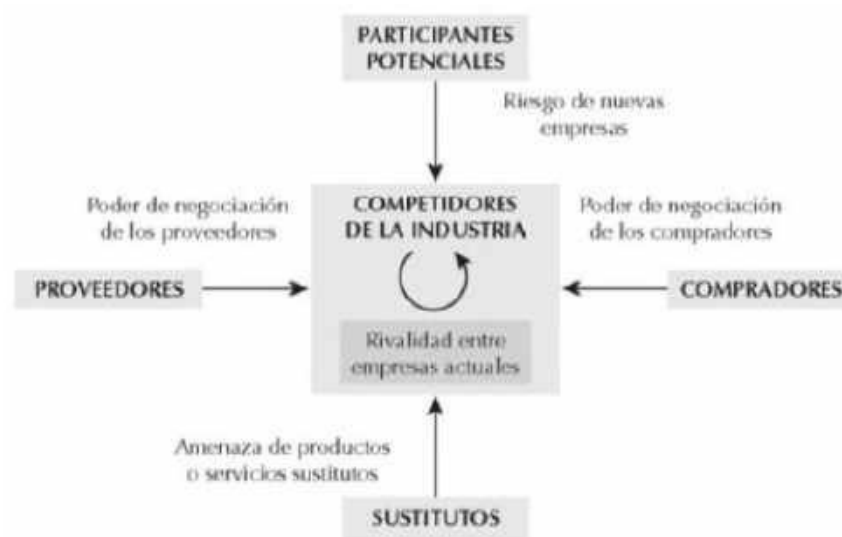 PARTICIPANTES
POTENCIALES
Riesgo de nuevas
empresas
Poder de negociación
de los proveedores
COMPETIDORES
DE LA INDUSTRIA
Poder de negociación
de los compradores
PROVEEDORES
COMPRADORES
Rivalidad entre
empresas actuales
Amenaza de productos
o servicios sustitutos
SUSTITUTOS